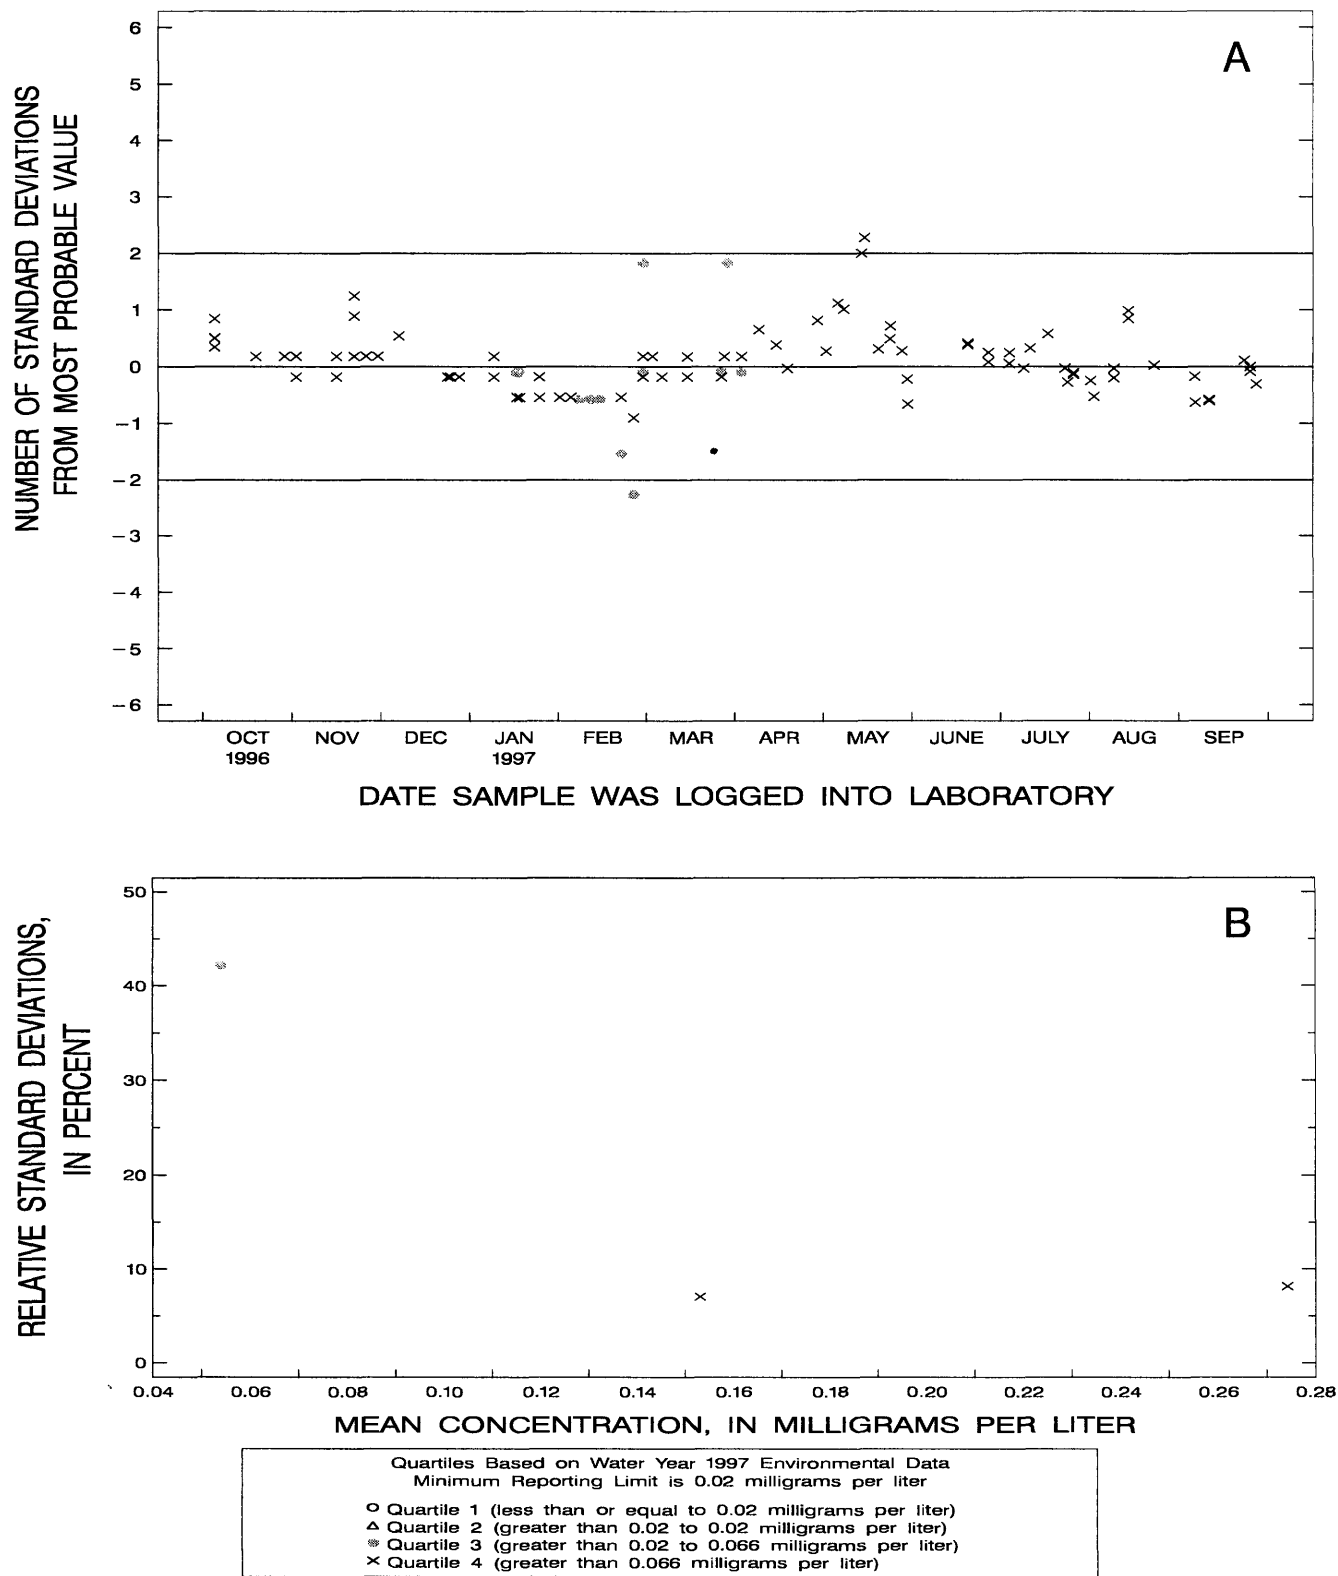 A
NUMBER OF STANDARD DEVIATIONS
FROM MOST PROBABLE VALUE
6
5
4
3
2
1
0
-1
-2
-3
-4
-5
-6
OCT NOV DEC JAN FEB MAR APR MAY JUNE JULY AUG SEP
1996 1997
DATE SAMPLE WAS LOGGED INTO LABORATORY
B
RELATIVE STANDARD DEVIATIONS,
IN PERCENT
50
40
30
20
10
0
0.04 0.06 0.08 0.10 0.12 0.14 0.16 0.18 0.20 0.22 0.24 0.26 0.28
MEAN CONCENTRATION, IN MILLIGRAMS PER LITER
Quartiles Based on Water Year 1997 Environmental Data
Minimum Reporting Limit is 0.02 milligrams per liter
Quartile 1 (less than or equal to 0.02 milligrams per liter)
Quartile 2 (greater than 0.02 to 0.02 milligrams per liter)
Quartile 3 (greater than 0.02 to 0.066 milligrams per liter)
Quartile 4 (greater than 0.066 milligrams per liter)